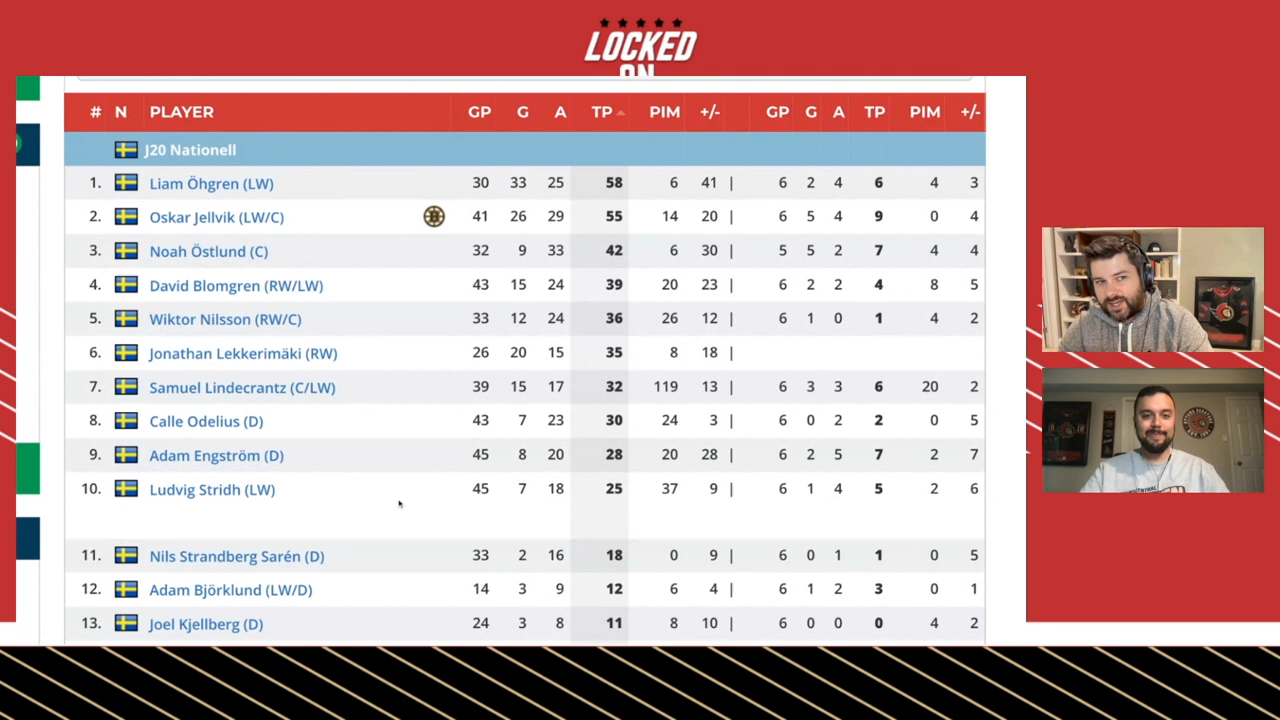 LOCKED
ON
# N PLAYER GP G A TP PIM +/- GP G A TP PIM +/-
J20 Nationell
1. Liam Öhgren (LW) 30 33 25 58 6 41 | 6 2 4 6 4 3
2. Oskar Jellvik (LW/C) B 41 26 29 55 14 20 | 6 5 4 9 0 4
3. Noah Östlund (C) 32 9 33 42 6 30 | 5 5 2 7 4 4
4. David Blomgren (RW/LW) 43 15 24 39 20 23 | 6 2 2 4 8 5
5. Wiktor Nilsson (RW/C) 33 12 24 36 26 12 | 6 1 0 1 4 2
6. Jonathan Lekkerimäki (RW) 26 20 15 35 8 18 |
7. Samuel Lindecrantz (C/LW) 39 15 17 32 119 13 | 6 3 3 6 20 2
8. Calle Odelius (D) 43 7 23 30 24 3 | 6 0 2 2 0 5
9. Adam Engström (D) 45 8 20 28 20 28 | 6 2 5 7 2 7
10. Ludvig Stridh (LW) 45 7 18 25 37 9 | 6 1 4 5 2 6
11. Nils Strandberg Sarén (D) 33 2 16 18 0 9 | 6 0 1 1 0 5
12. Adam Björklund (LW/D) 14 3 9 12 6 4 | 6 1 2 3 0 1
13. Joel Kjellberg (D) 24 3 8 11 8 10 | 6 0 0 0 4 2